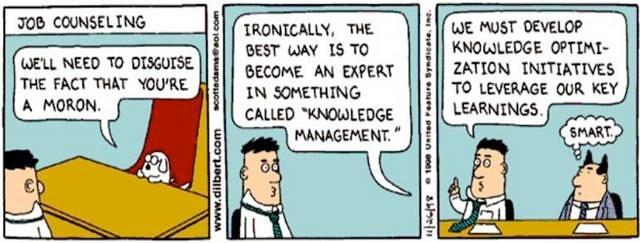 JOB COUNSELING
WE'LL NEED TO DISGUISE
THE FACT THAT YOU'RE
A MORON.
www.dilbert.com scottadams@aol.com
IRONICALLY, THE
BEST WAY IS TO
BECOME AN EXPERT
IN SOMETHING
CALLED "KNOWLEDGE
MANAGEMENT."
11/26/98 © 1998 United Feature Syndicate, Inc.
WE MUST DEVELOP
KNOWLEDGE OPTIMI-
ZATION INITIATIVES
TO LEVERAGE OUR KEY
LEARNINGS.
SMART.